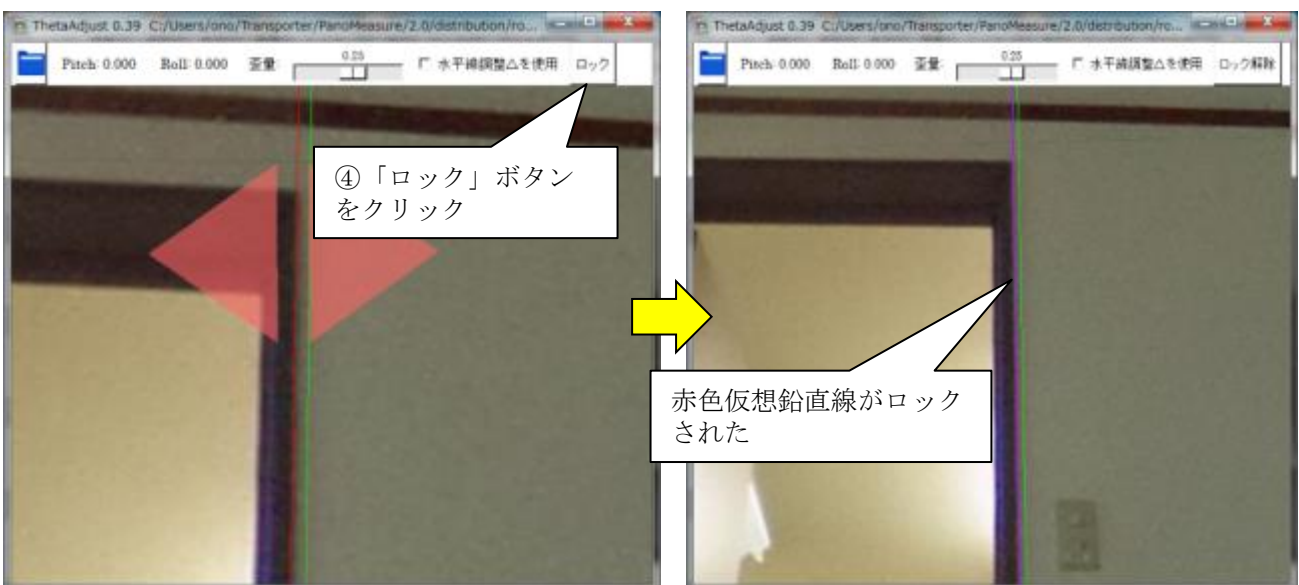 ThetaAdjust 0.39 C:/Users/ono/Transporter/PanoMeasure/2.0/distribution/ro...
Pitch: 0.000 Roll: 0.000 歪量 0.25 水平線調整△を使用 ロック
④「ロック」ボタン
をクリック
ThetaAdjust 0.39 C:/Users/ono/Transporter/PanoMeasure/2.0/distribution/ro...
Pitch: 0.000 Roll: 0.000 歪量 0.25 水平線調整△を使用 ロック解除
赤色仮想鉛直線がロック
された